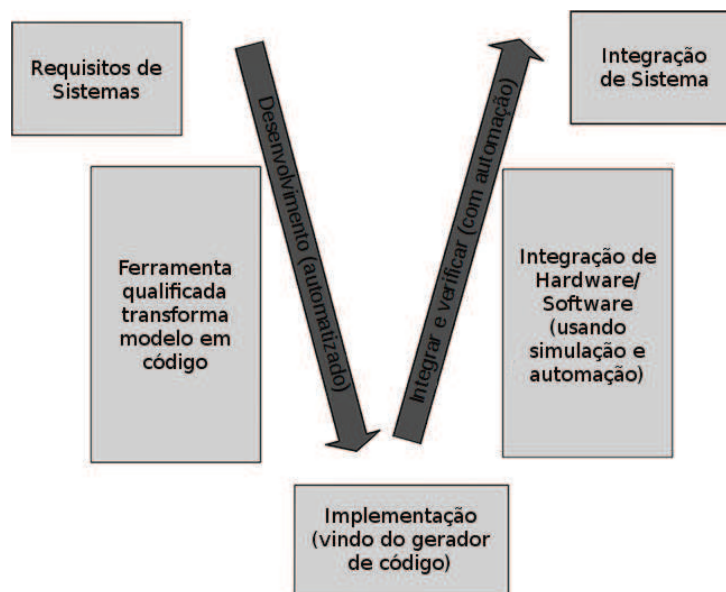 Requisitos de
Sistemas
Integração
de Sistema
Desenvolvimento (automatizado)
Integrar e verificar (com automação)
Ferramenta
qualificada
transforma
modelo em
código
Integração de
Hardware/
Software
(usando
simulação e
automação)
Implementação
(vindo do gerador
de código)